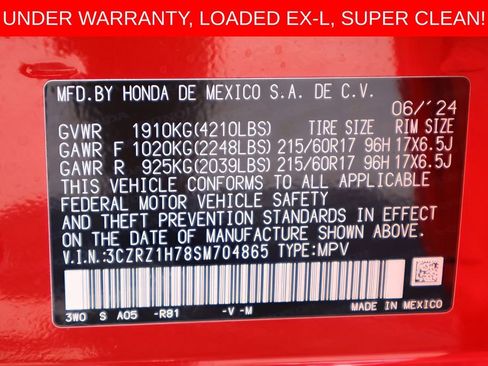 UNDER WARRANTY, LOADED EX-L, SUPER CLEAN!
MFD.BY HONDA DE MEXICO S.A. DE C.V.
06/´24
GVWR 1910KG(4210LBS) TIRE SIZE RIM SIZE
GAWR F 1020KG(2248LBS) 215/60R17 96H 17X6.5J
GAWR R 925KG(2039LBS) 215/60R17 96H 17X6.5J
THIS VEHICLE CONFORMS TO ALL APPLICABLE
FEDERAL MOTOR VEHICLE SAFETY
AND THEFT PREVENTION STANDARDS IN EFFECT
ON THE DATE OF MANUFACTURE SHOWN ABOVE.
V.I.N.:3CZRZ1H78SM704865 TYPE:MPV
3W0 S A05 -R81 -V -M
MADE IN MEXICO